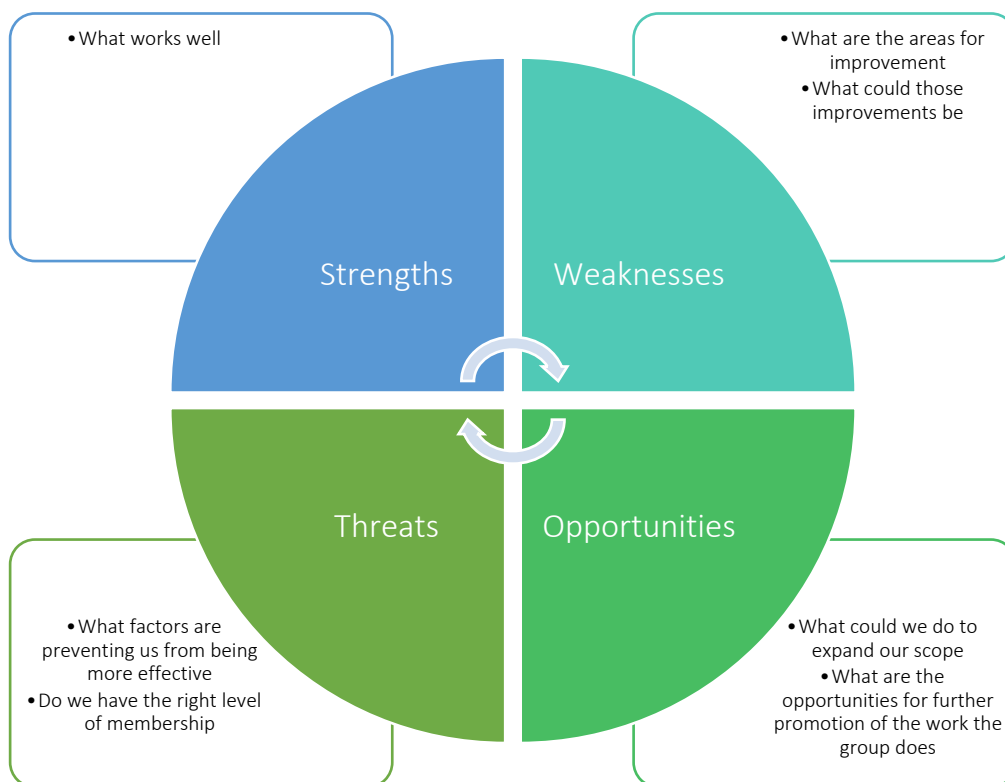 •What works well
•What are the areas for
improvement
•What could those
improvements be
Strengths
Weaknesses
Threats
Opportunities
•What factors are
preventing us from being
more effective
•Do we have the right level
of membership
•What could we do to
expand our scope
•What are the
opportunities for further
promotion of the work the
group does